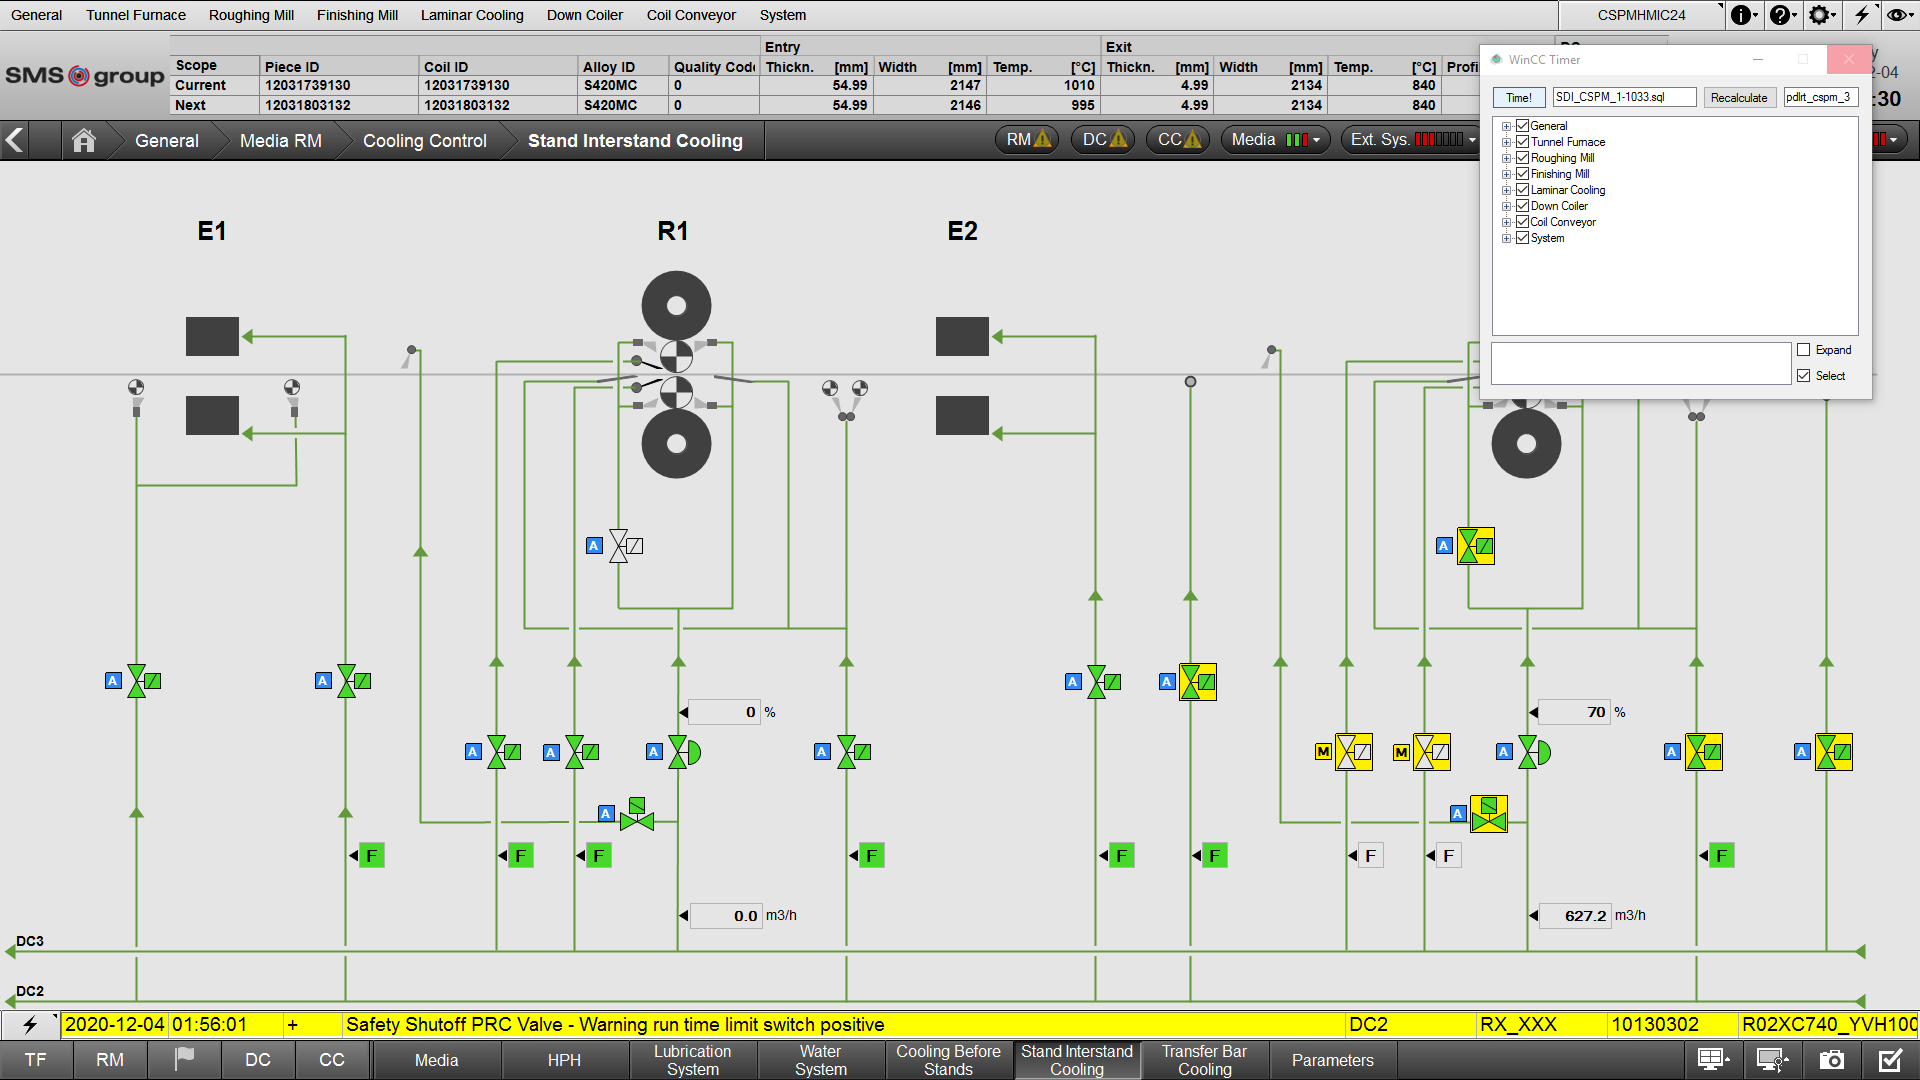 General Tunnel Furnace Roughing Mill Finishing Mill Laminar Cooling Down Coiler Coil Conveyor System CSPMHMIC24
SMS group
Entry Exit
Scope Piece ID Coil ID Alloy ID Quality Code Thickn. [mm] Width [mm] Temp. [°C] Thickn. [mm] Width [mm] Temp. [°C]
Current 12031739130 12031739130 S420MC 0 54.99 2147 1010 4.99 2134 840
Next 12031803132 12031803132 S420MC 0 54.99 2146 995 4.99 2134 840
:30
WinCC Timer
Time! SDI_CSPM_1-1033.sql Recalculate pdlrt_cspm_3
General
Tunnel Furnace
Roughing Mill
Finishing Mill
Laminar Cooling
Down Coiler
Coil Conveyor
System
Expand
Select
General Media RM Cooling Control Stand Interstand Cooling RM DC CC Media Ext. Sys.
E1 R1 E2
A A
A A A A
0 % 70 %
A A A A M M A A A
A A
F F F F F F F F F
0.0 m3/h 627.2 m3/h
DC3
DC2
2020-12-04 01:56:01 + Safety Shutoff PRC Valve - Warning run time limit switch positive DC2 RX_XXX 10130302 R02XC740_YVH100
TF RM DC CC Media HPH Lubrication System Water System Cooling Before Stands Stand Interstand Cooling Transfer Bar Cooling Parameters